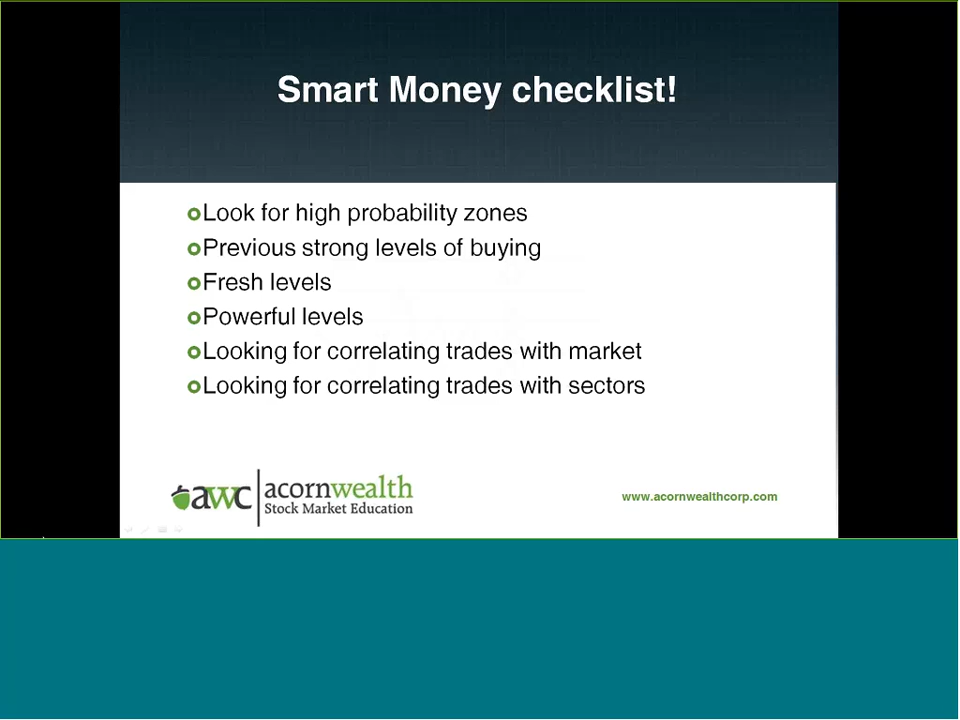 Smart Money checklist!
Look for high probability zones
Previous strong levels of buying
Fresh levels
Powerful levels
Looking for correlating trades with market
Looking for correlating trades with sectors
awc acornwealth
Stock Market Education
www.acornwealthcorp.com